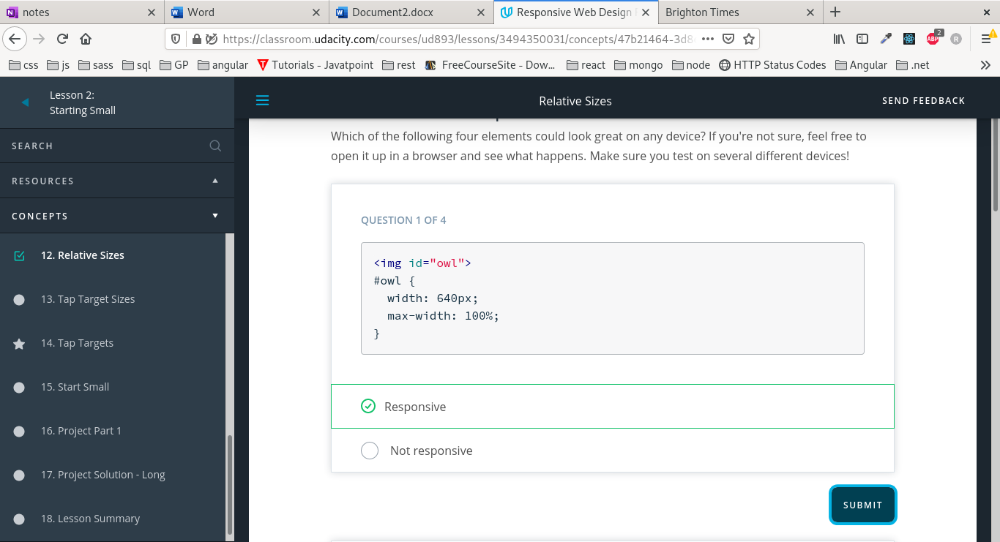 notes
Word
Document2.docx
Responsive Web Design
Brighton Times
https://classroom.udacity.com/courses/ud893/lessons/3494350031/concepts/47b21464-3d8
ABP
2
R
css
js
sass
sql
GP
angular
Tutorials - Javatpoint
rest
FreeCourseSite - Dow...
react
mongo
node
HTTP Status Codes
Angular
.net
Lesson 2:
Starting Small
Relative Sizes
SEND FEEDBACK
SEARCH
RESOURCES
CONCEPTS
12. Relative Sizes
13. Tap Target Sizes
14. Tap Targets
15. Start Small
16. Project Part 1
17. Project Solution - Long
18. Lesson Summary
Which of the following four elements could look great on any device? If you're not sure, feel free to
open it up in a browser and see what happens. Make sure you test on several different devices!
QUESTION 1 OF 4
<img id="owl">
#owl {
width: 640px;
max-width: 100%;
}
Responsive
Not responsive
SUBMIT